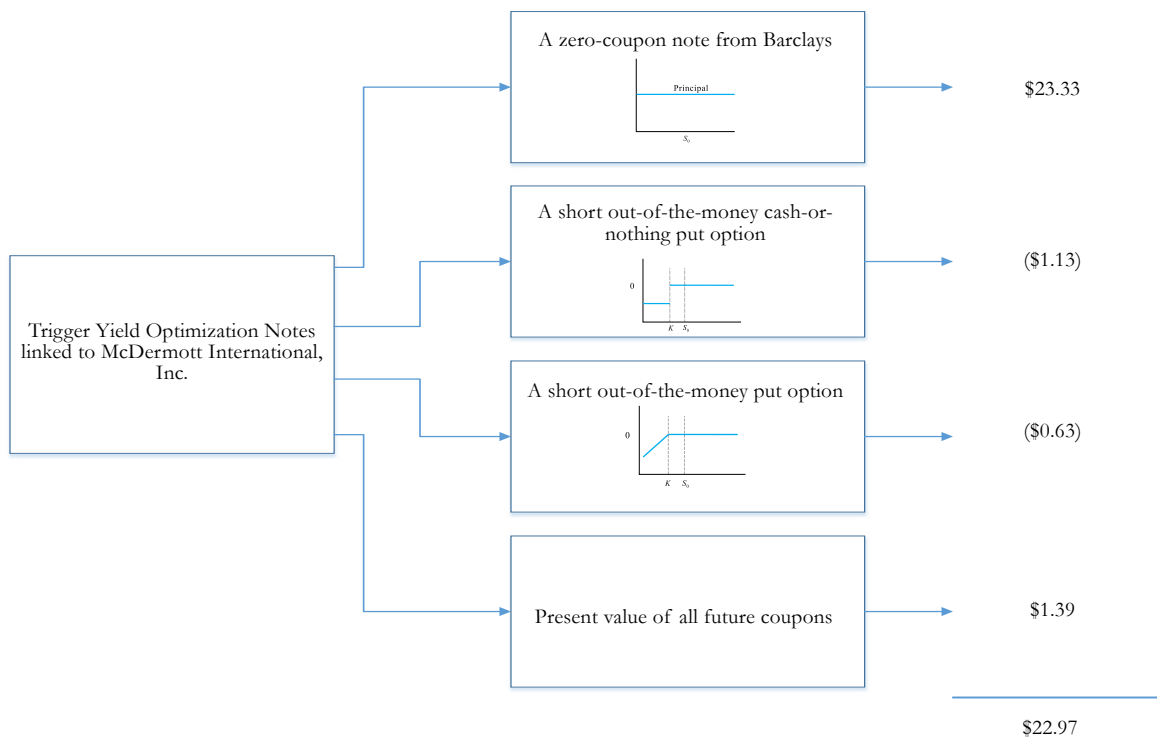 A zero-coupon note from Barclays
Principal
S₀
$23.33
A short out-of-the-money cash-or-
nothing put option
0
K S₀
($1.13)
Trigger Yield Optimization Notes
linked to McDermott International,
Inc.
A short out-of-the-money put option
0
K S₀
($0.63)
Present value of all future coupons
$1.39
$22.97